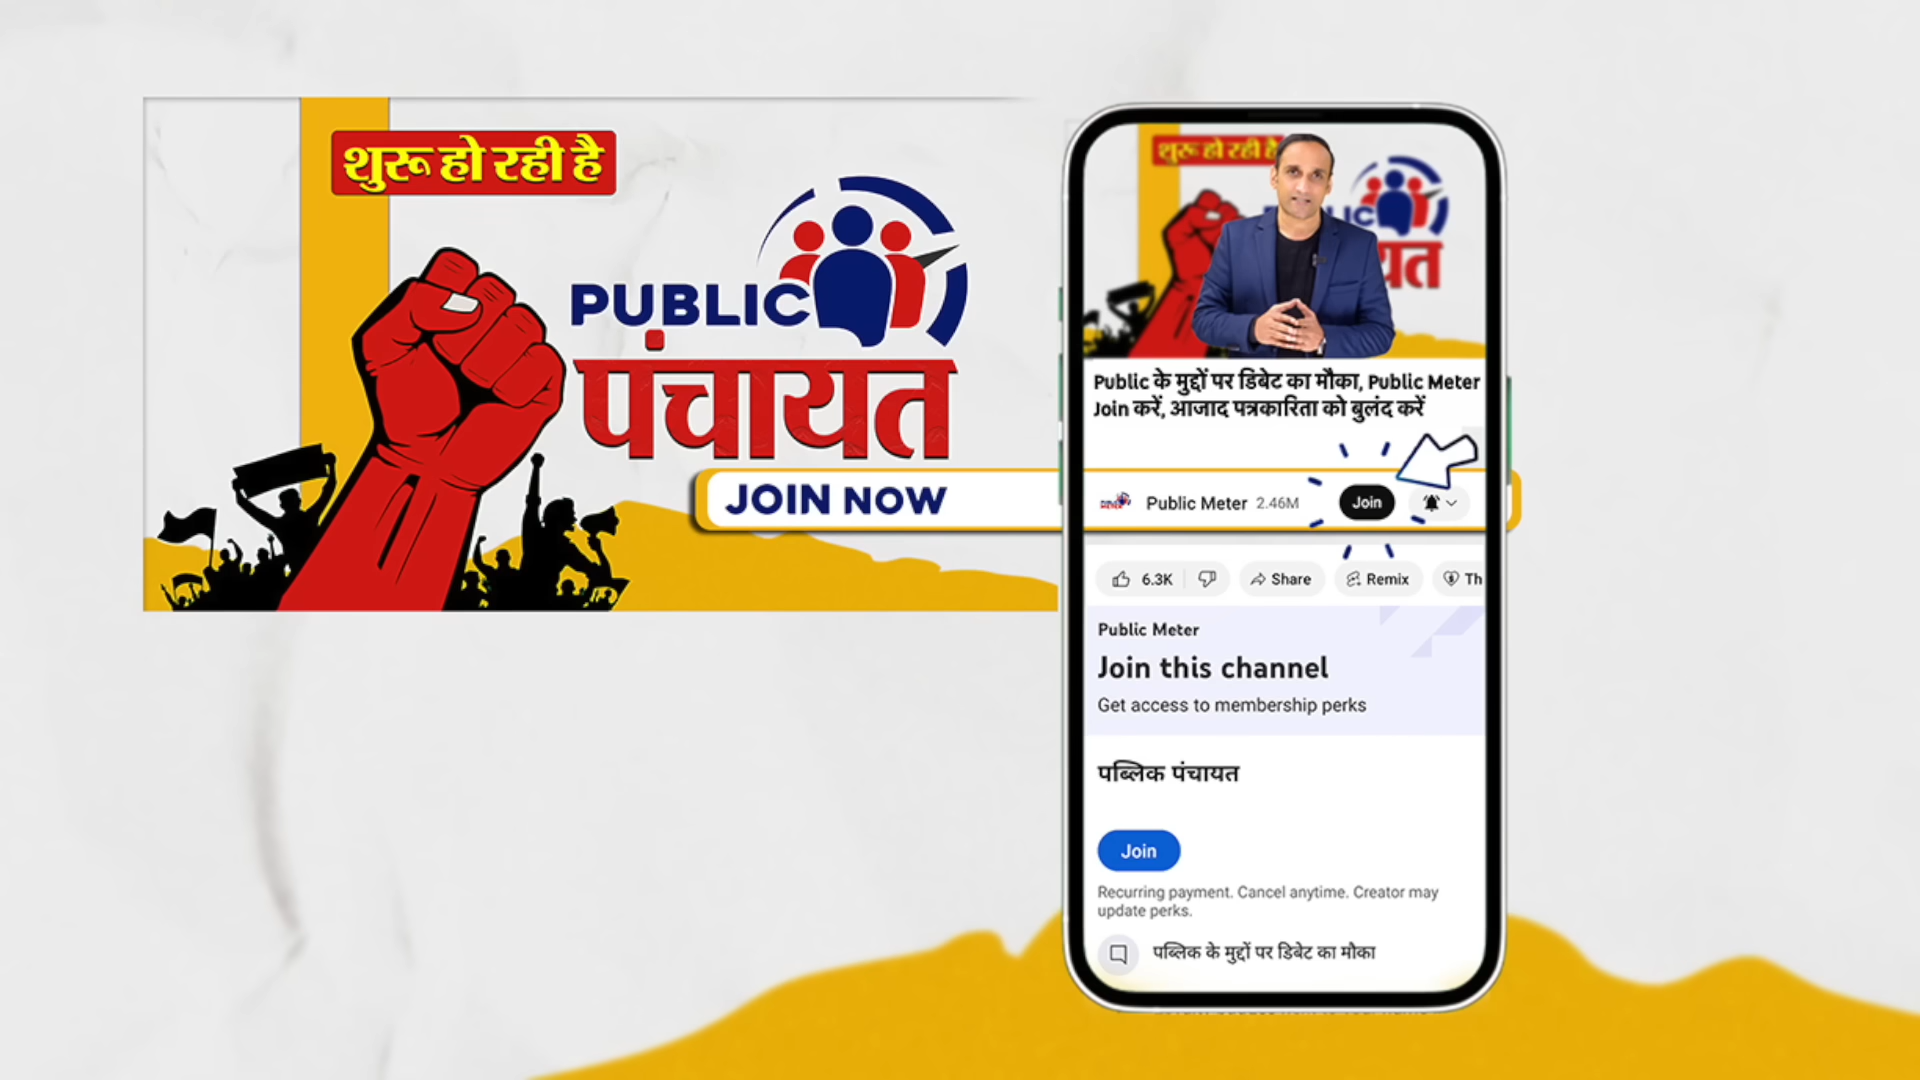 शुरू हो रही है
PUBLIC
पंचायत
JOIN NOW
शुरू हो रही है
Public के मुद्दों पर डिबेट का मौका, Public Meter
Join करें, आजाद पत्रकारिता को बुलंद करें
Public Meter 2.46M Join
6.3K Share Remix Th
Public Meter
Join this channel
Get access to membership perks
पब्लिक पंचायत
Join
Recurring payment. Cancel anytime. Creator may
update perks.
पब्लिक के मुद्दों पर डिबेट का मौका